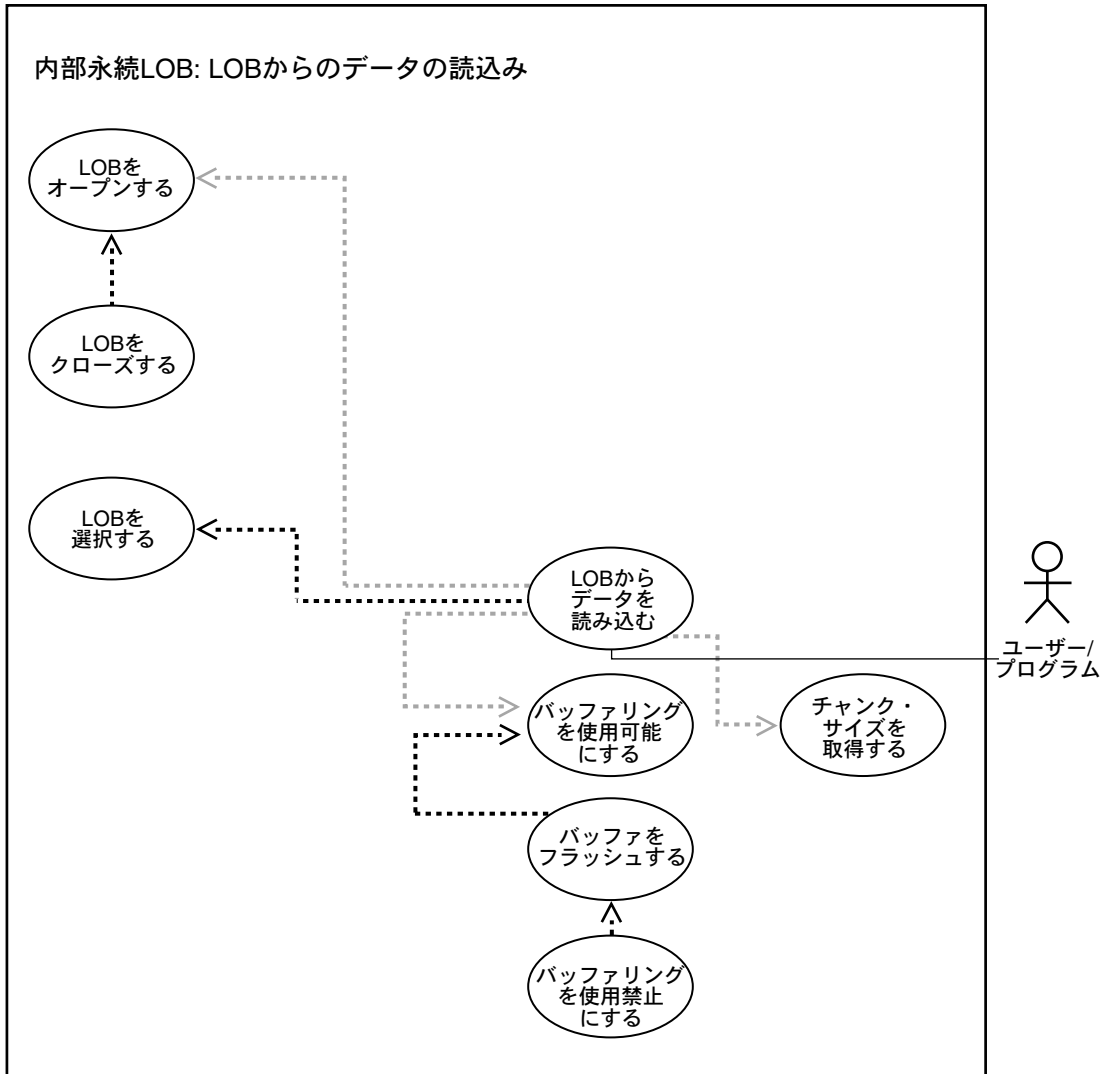 内部永続LOB: LOBからのデータの読込み
LOBを
オープンする
LOBを
クローズする
LOBを
選択する
LOBから
データを
読み込む
ユーザー/
プログラム
バッファリング
を使用可能
にする
チャンク・
サイズを
取得する
バッファを
フラッシュする
バッファリング
を使用禁止
にする